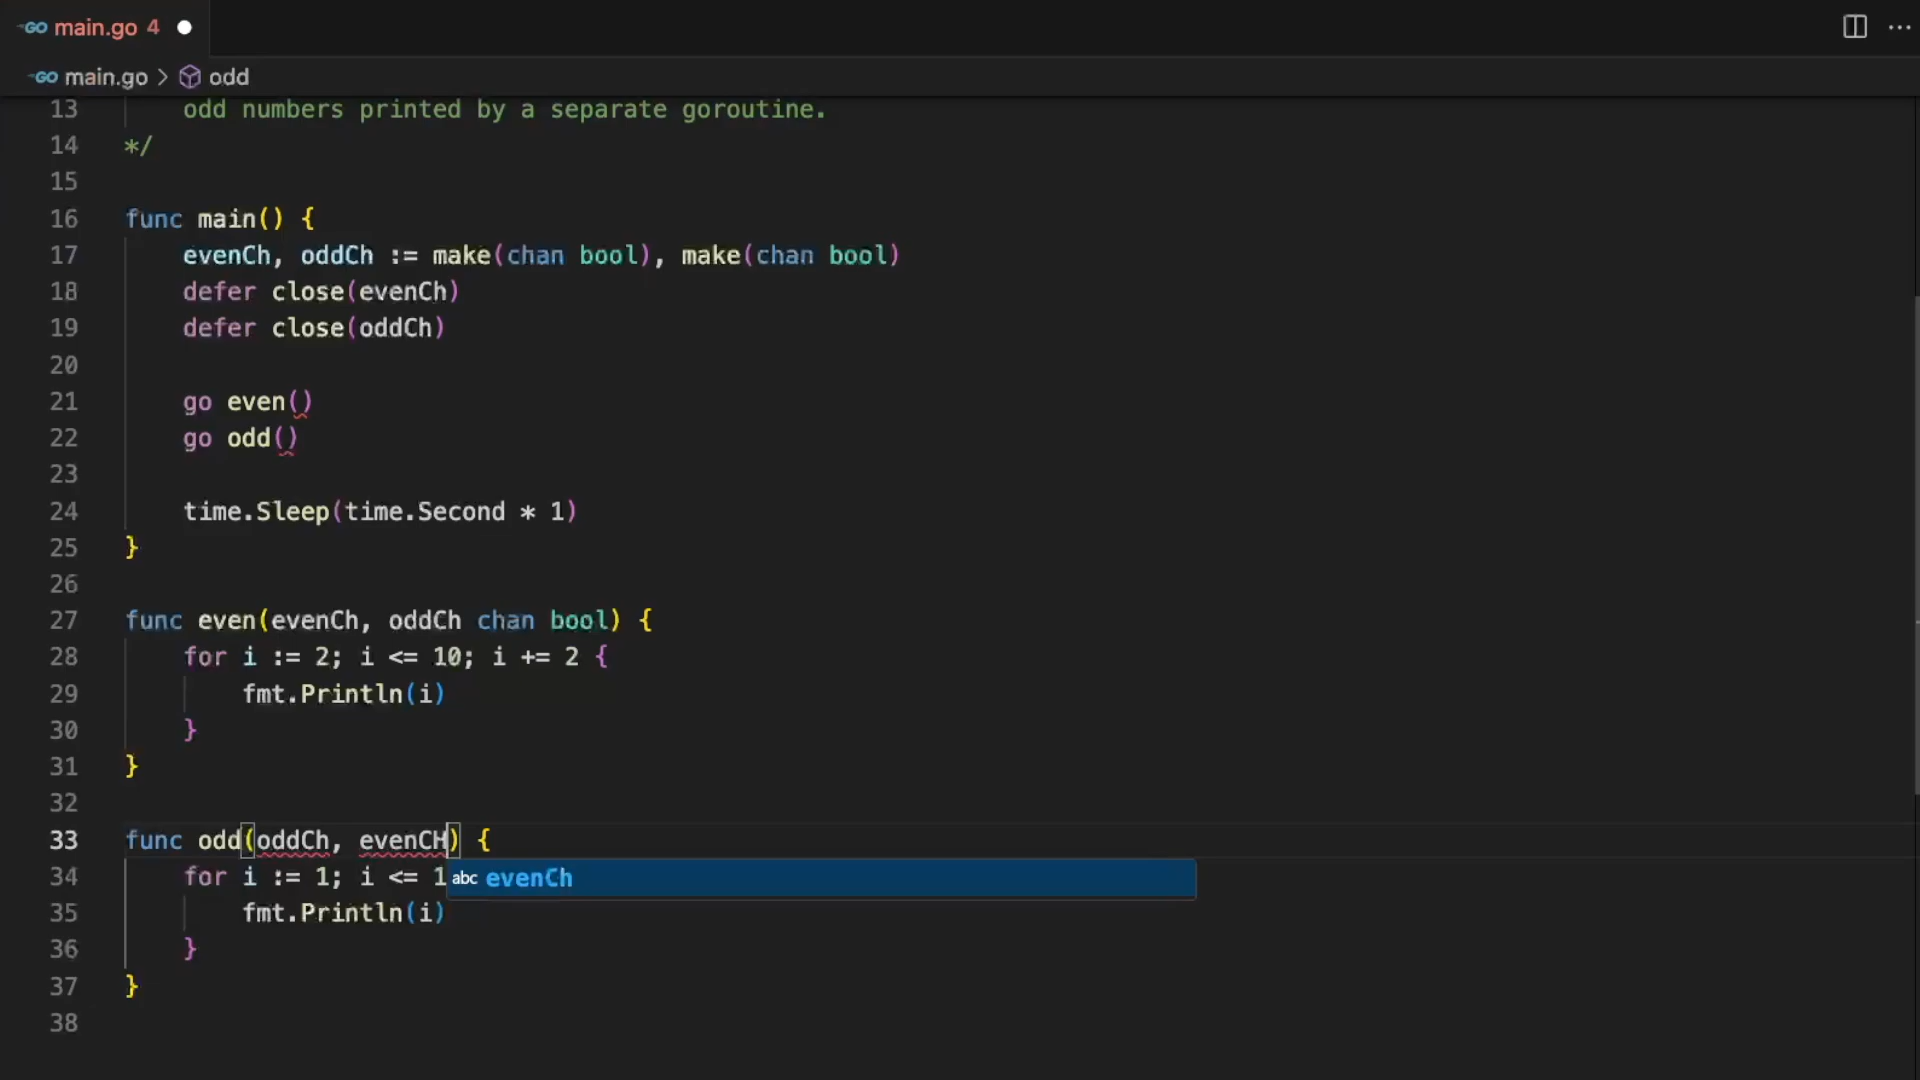 GO main.go 4
GO main.go > odd
13 odd numbers printed by a separate goroutine.
14 */
15
16 func main() {
17 evenCh, oddCh := make(chan bool), make(chan bool)
18 defer close(evenCh)
19 defer close(oddCh)
20
21 go even()
22 go odd()
23
24 time.Sleep(time.Second * 1)
25 }
26
27 func even(evenCh, oddCh chan bool) {
28 for i := 2; i <= 10; i += 2 {
29 fmt.Println(i)
30 }
31 }
32
33 func odd(oddCh, evenCH) {
34 for i := 1; i <= 1 abc evenCh
35 fmt.Println(i)
36 }
37 }
38